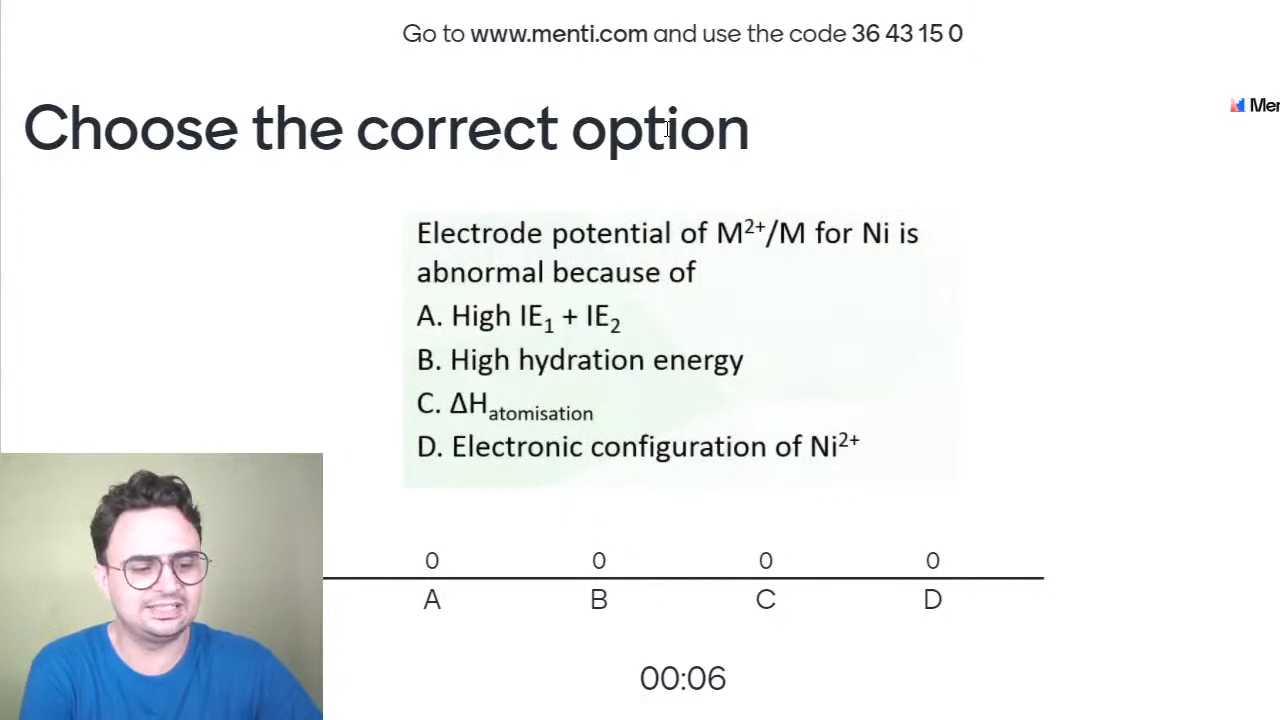 Go to www.menti.com and use the code 36 43 15 0
Choose the correct option
Electrode potential of M²⁺/M for Ni is
abnormal because of
A. High IE₁ + IE₂
B. High hydration energy
C. ΔHatomisation
D. Electronic configuration of Ni²⁺
0 0 0 0
A B C D
00:06